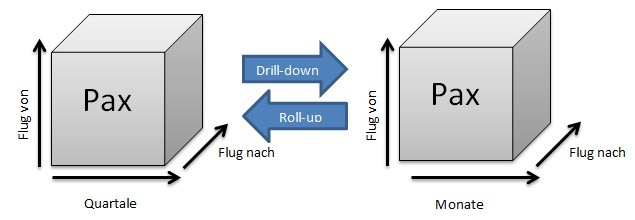 Flug von
Pax
Flug nach
Quartale
Drill-down
Roll-up
Flug von
Pax
Flug nach
Monate